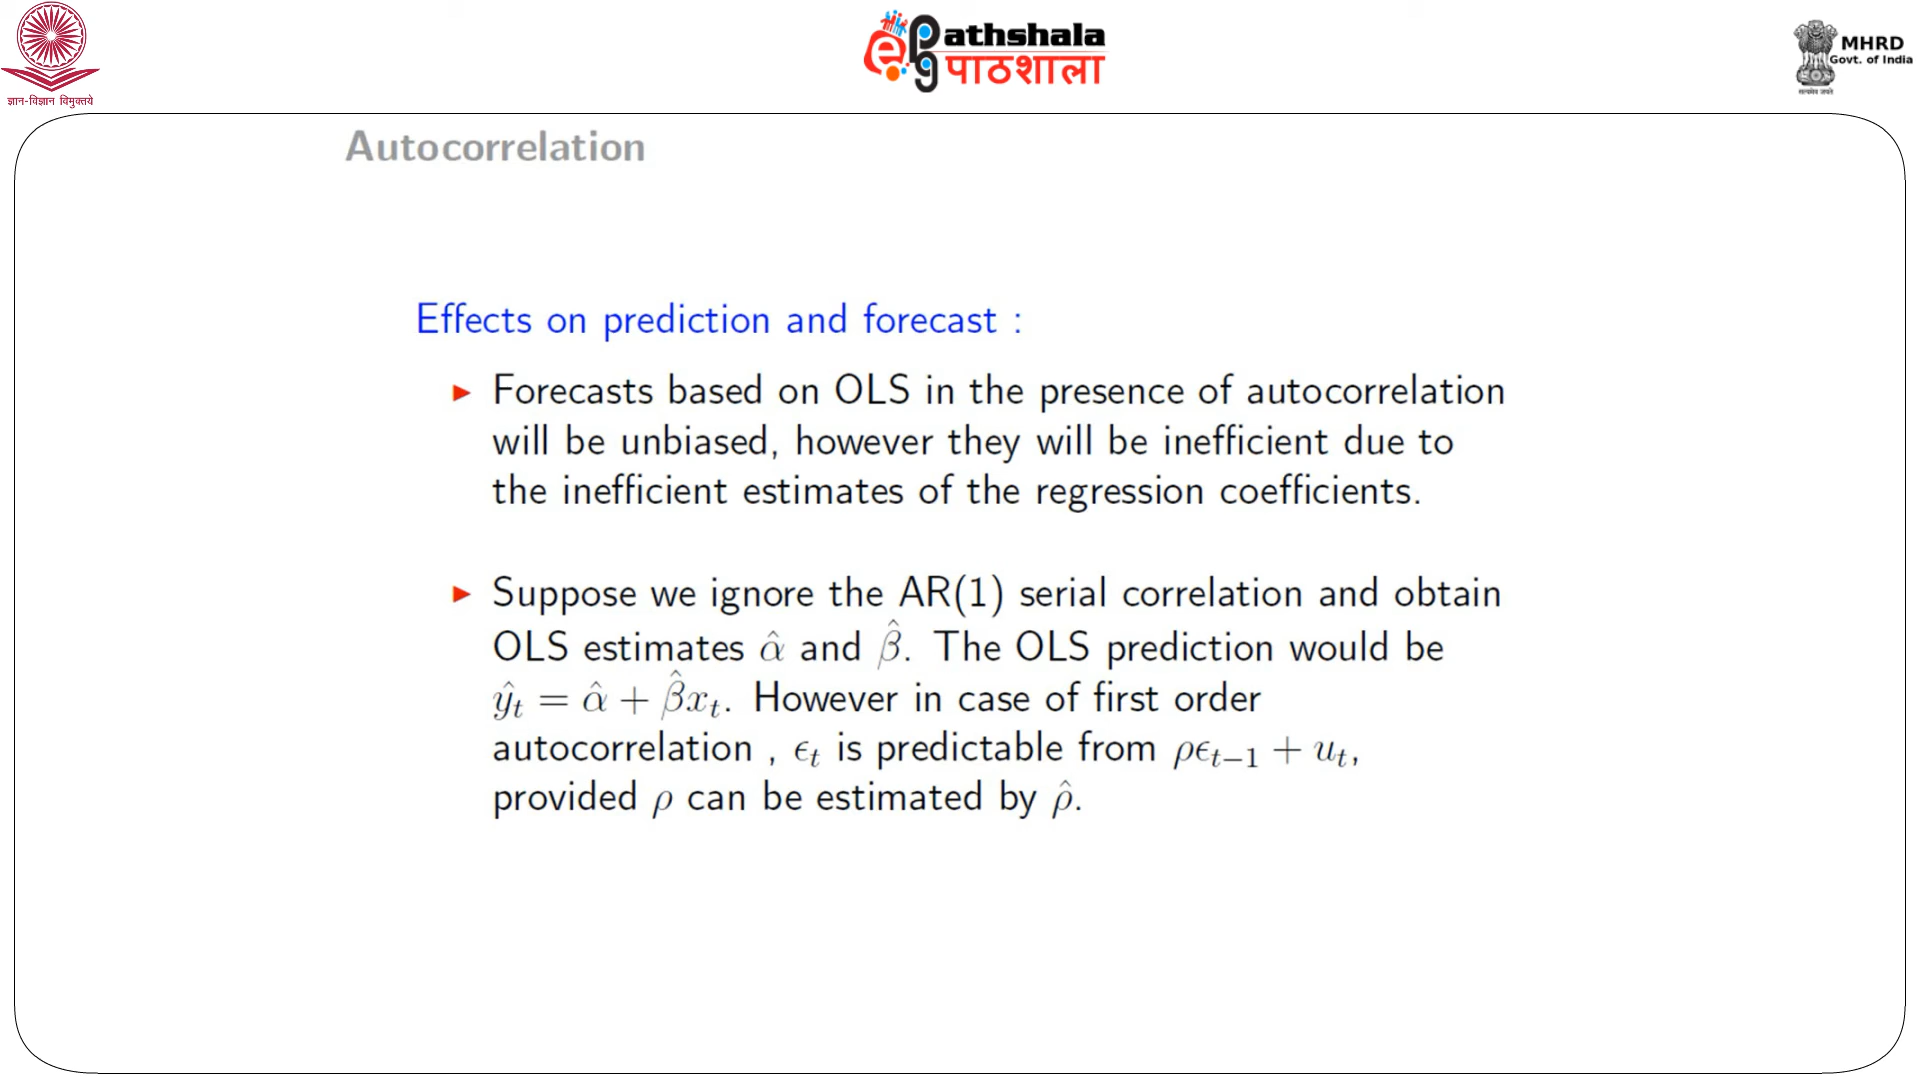 ज्ञान-विज्ञान विमुक्तये
ePG athshala
पाठशाला
MHRD
Govt. of India
सत्यमेव जयते
Autocorrelation
Effects on prediction and forecast :
▶ Forecasts based on OLS in the presence of autocorrelation
will be unbiased, however they will be inefficient due to
the inefficient estimates of the regression coefficients.
▶ Suppose we ignore the AR(1) serial correlation and obtain
OLS estimates α̂ and β̂. The OLS prediction would be
ŷₜ = α̂ + β̂xₜ. However in case of first order
autocorrelation , ϵₜ is predictable from ρϵₜ₋₁ + uₜ,
provided ρ can be estimated by ρ̂.